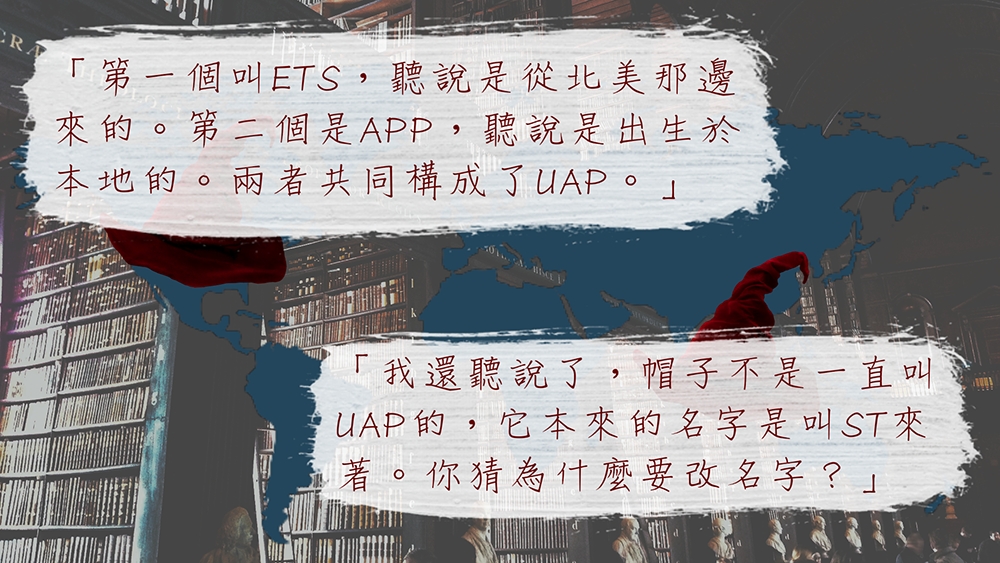 「第一個叫ETS，聽說是從北美那邊
來的。第二個是APP，聽說是出生於
本地的。兩者共同構成了UAP。」
「我還聽說了，帽子不是一直叫
UAP的，它本來的名字是叫ST來
著。你猜為什麼要改名字？」